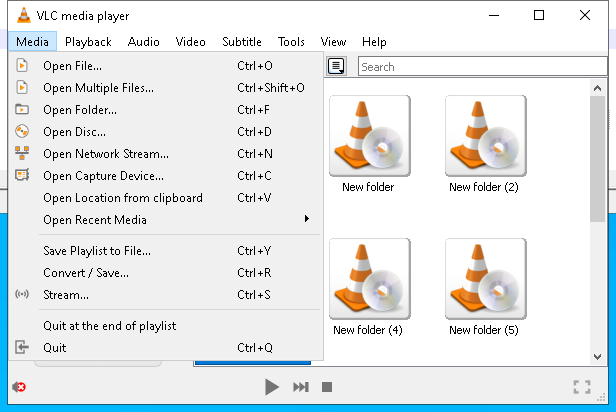 VLC media player
Media Playback Audio Video Subtitle Tools View Help
Open File... Ctrl+O
Open Multiple Files... Ctrl+Shift+O
Open Folder... Ctrl+F
Open Disc... Ctrl+D
Open Network Stream... Ctrl+N
Open Capture Device... Ctrl+C
Open Location from clipboard Ctrl+V
Open Recent Media
Save Playlist to File... Ctrl+Y
Convert / Save... Ctrl+R
Stream... Ctrl+S
Quit at the end of playlist
Quit Ctrl+Q
Search
New folder New folder (2)
New folder (4) New folder (5)